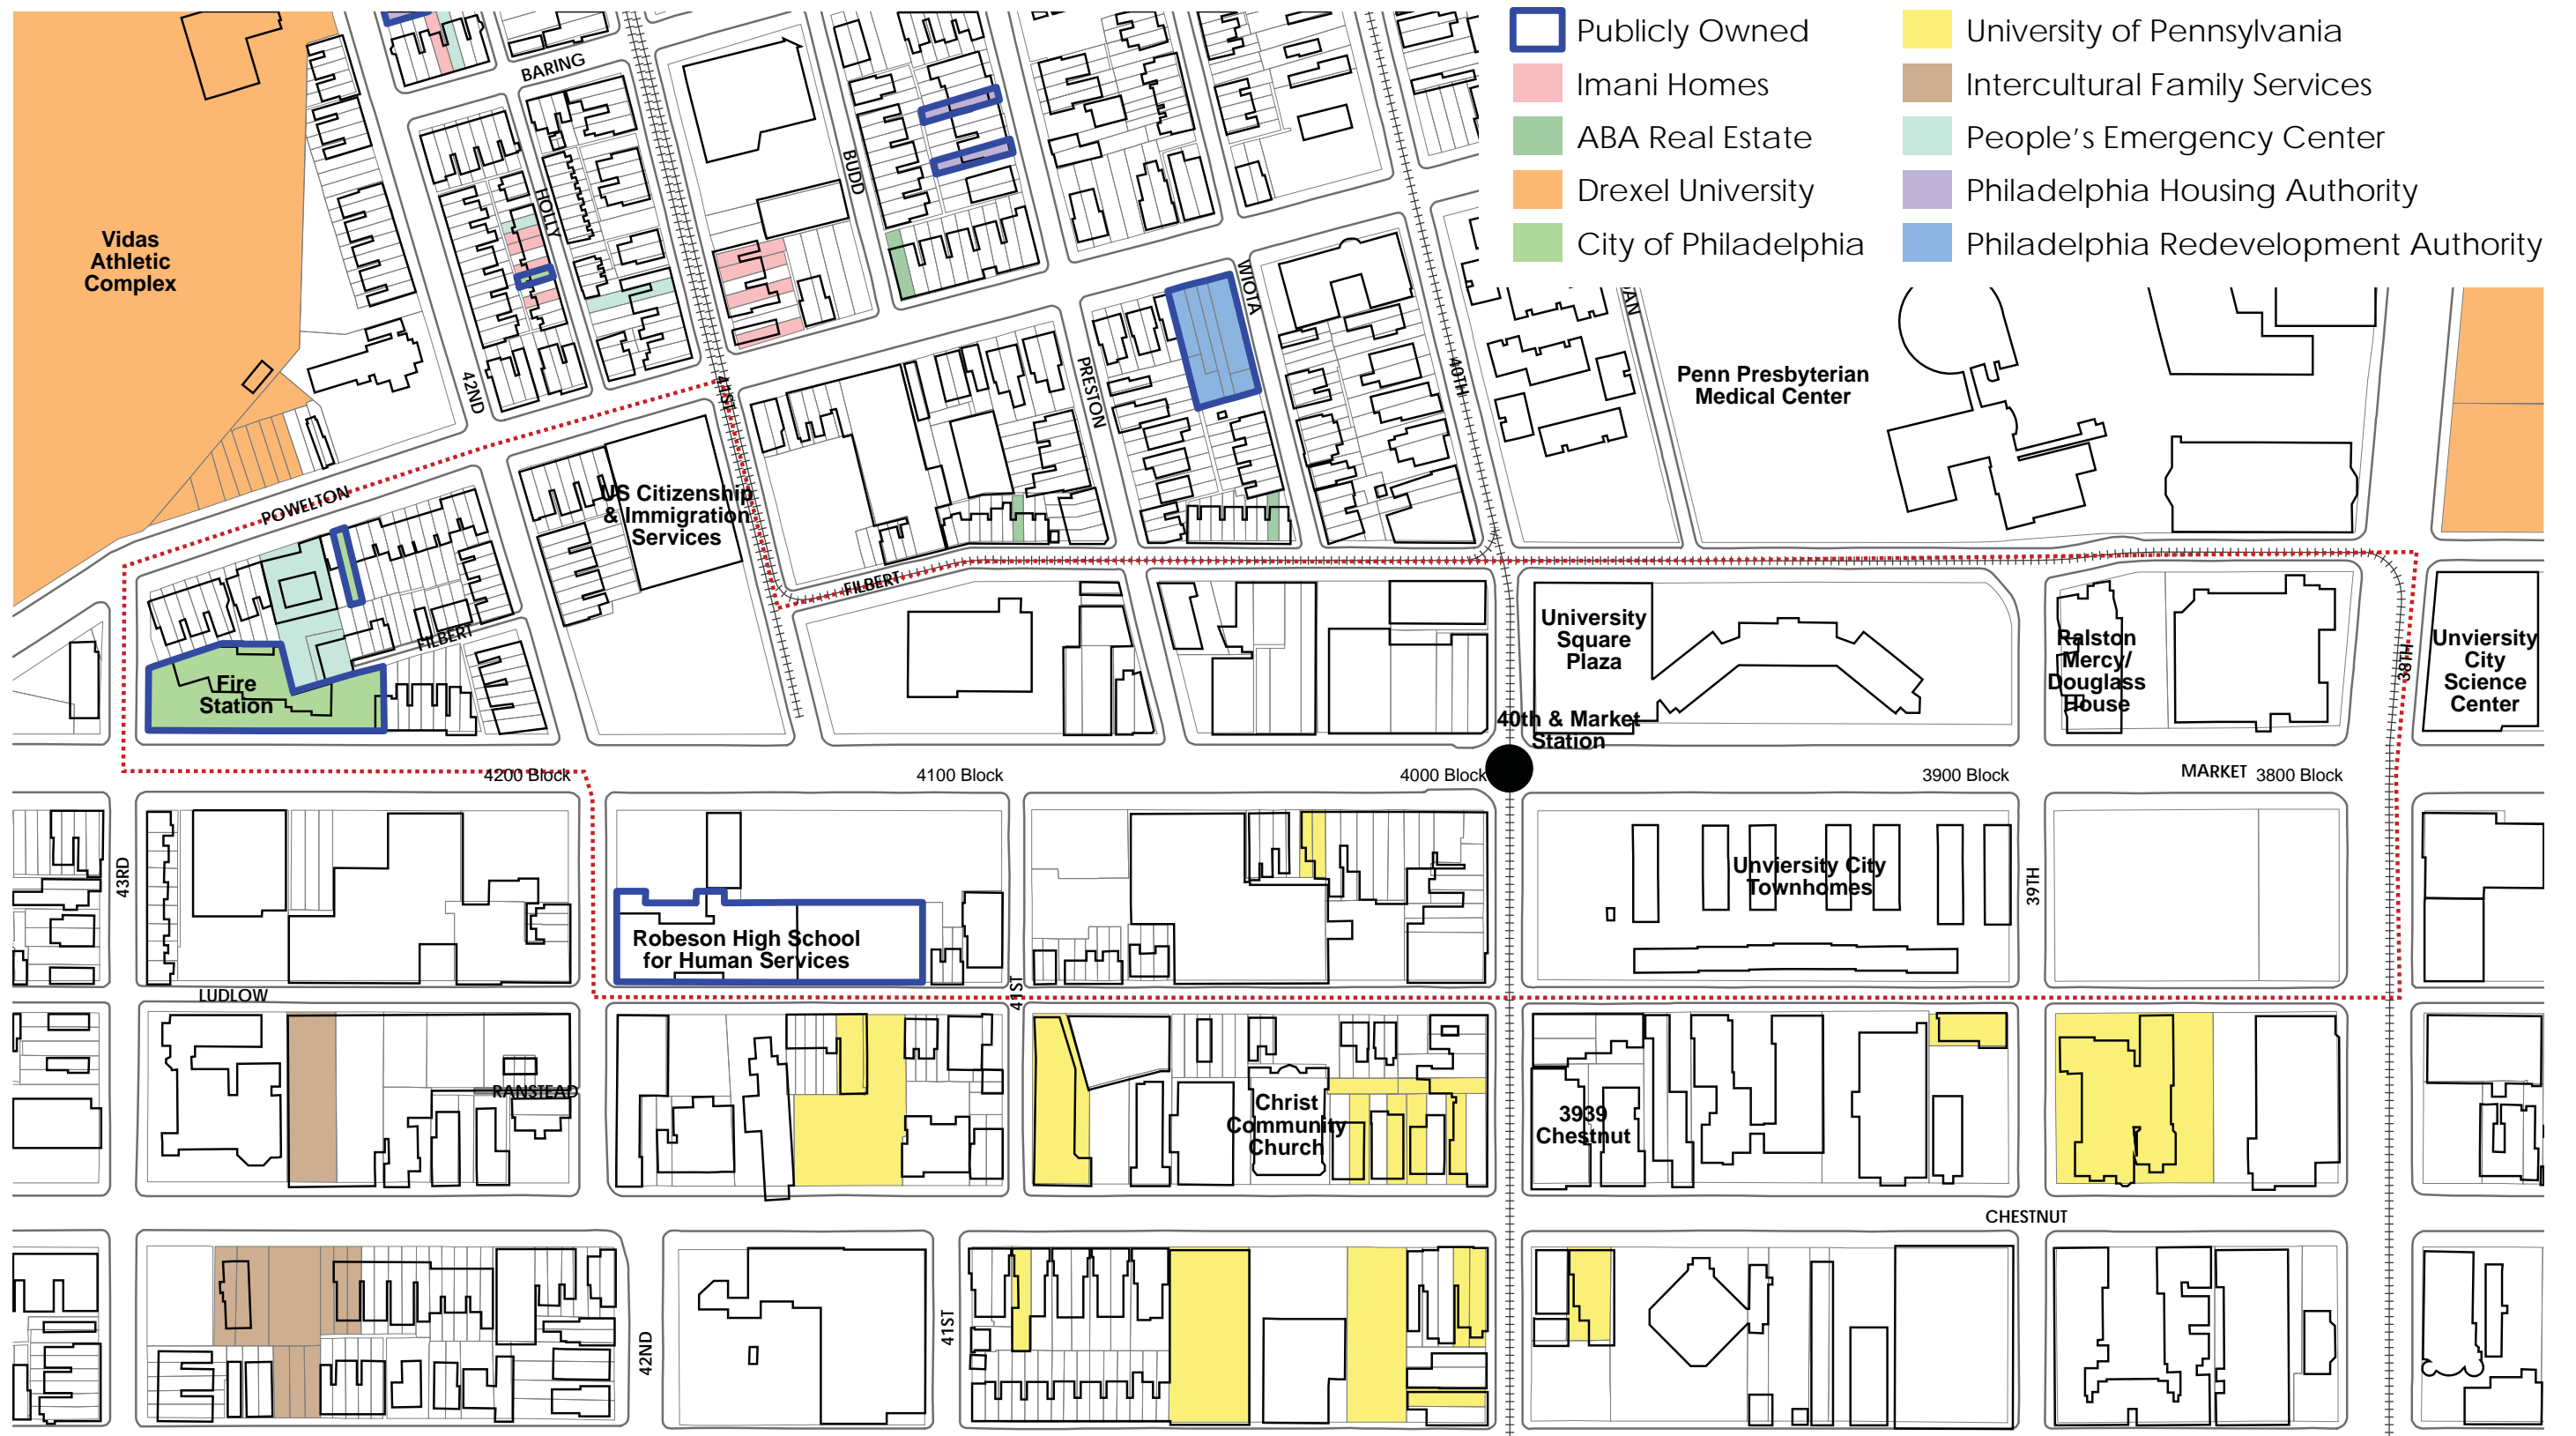 Publicly Owned
Imani Homes
ABA Real Estate
Drexel University
City of Philadelphia
University of Pennsylvania
Intercultural Family Services
People's Emergency Center
Philadelphia Housing Authority
Philadelphia Redevelopment Authority
BARING
BUDD
HOLLY
Vidas
Athletic
Complex
WIOTA
42ND
41ST
PRESTON
40TH
Penn Presbyterian
Medical Center
POWELTON
US Citizenship
& Immigration
Services
FILBERT
FILBERT
Fire
Station
University
Square
Plaza
Ralston
Mercy/
Douglass
House
38TH
Unviersity
City
Science
Center
40th & Market
Station
4200 Block
4100 Block
4000 Block
3900 Block
MARKET
3800 Block
43RD
Unviersity City
Townhomes
39TH
Robeson High School
for Human Services
LUDLOW
41ST
RANSTEAD
Christ
Community
Church
3939
Chestnut
CHESTNUT
42ND
41ST